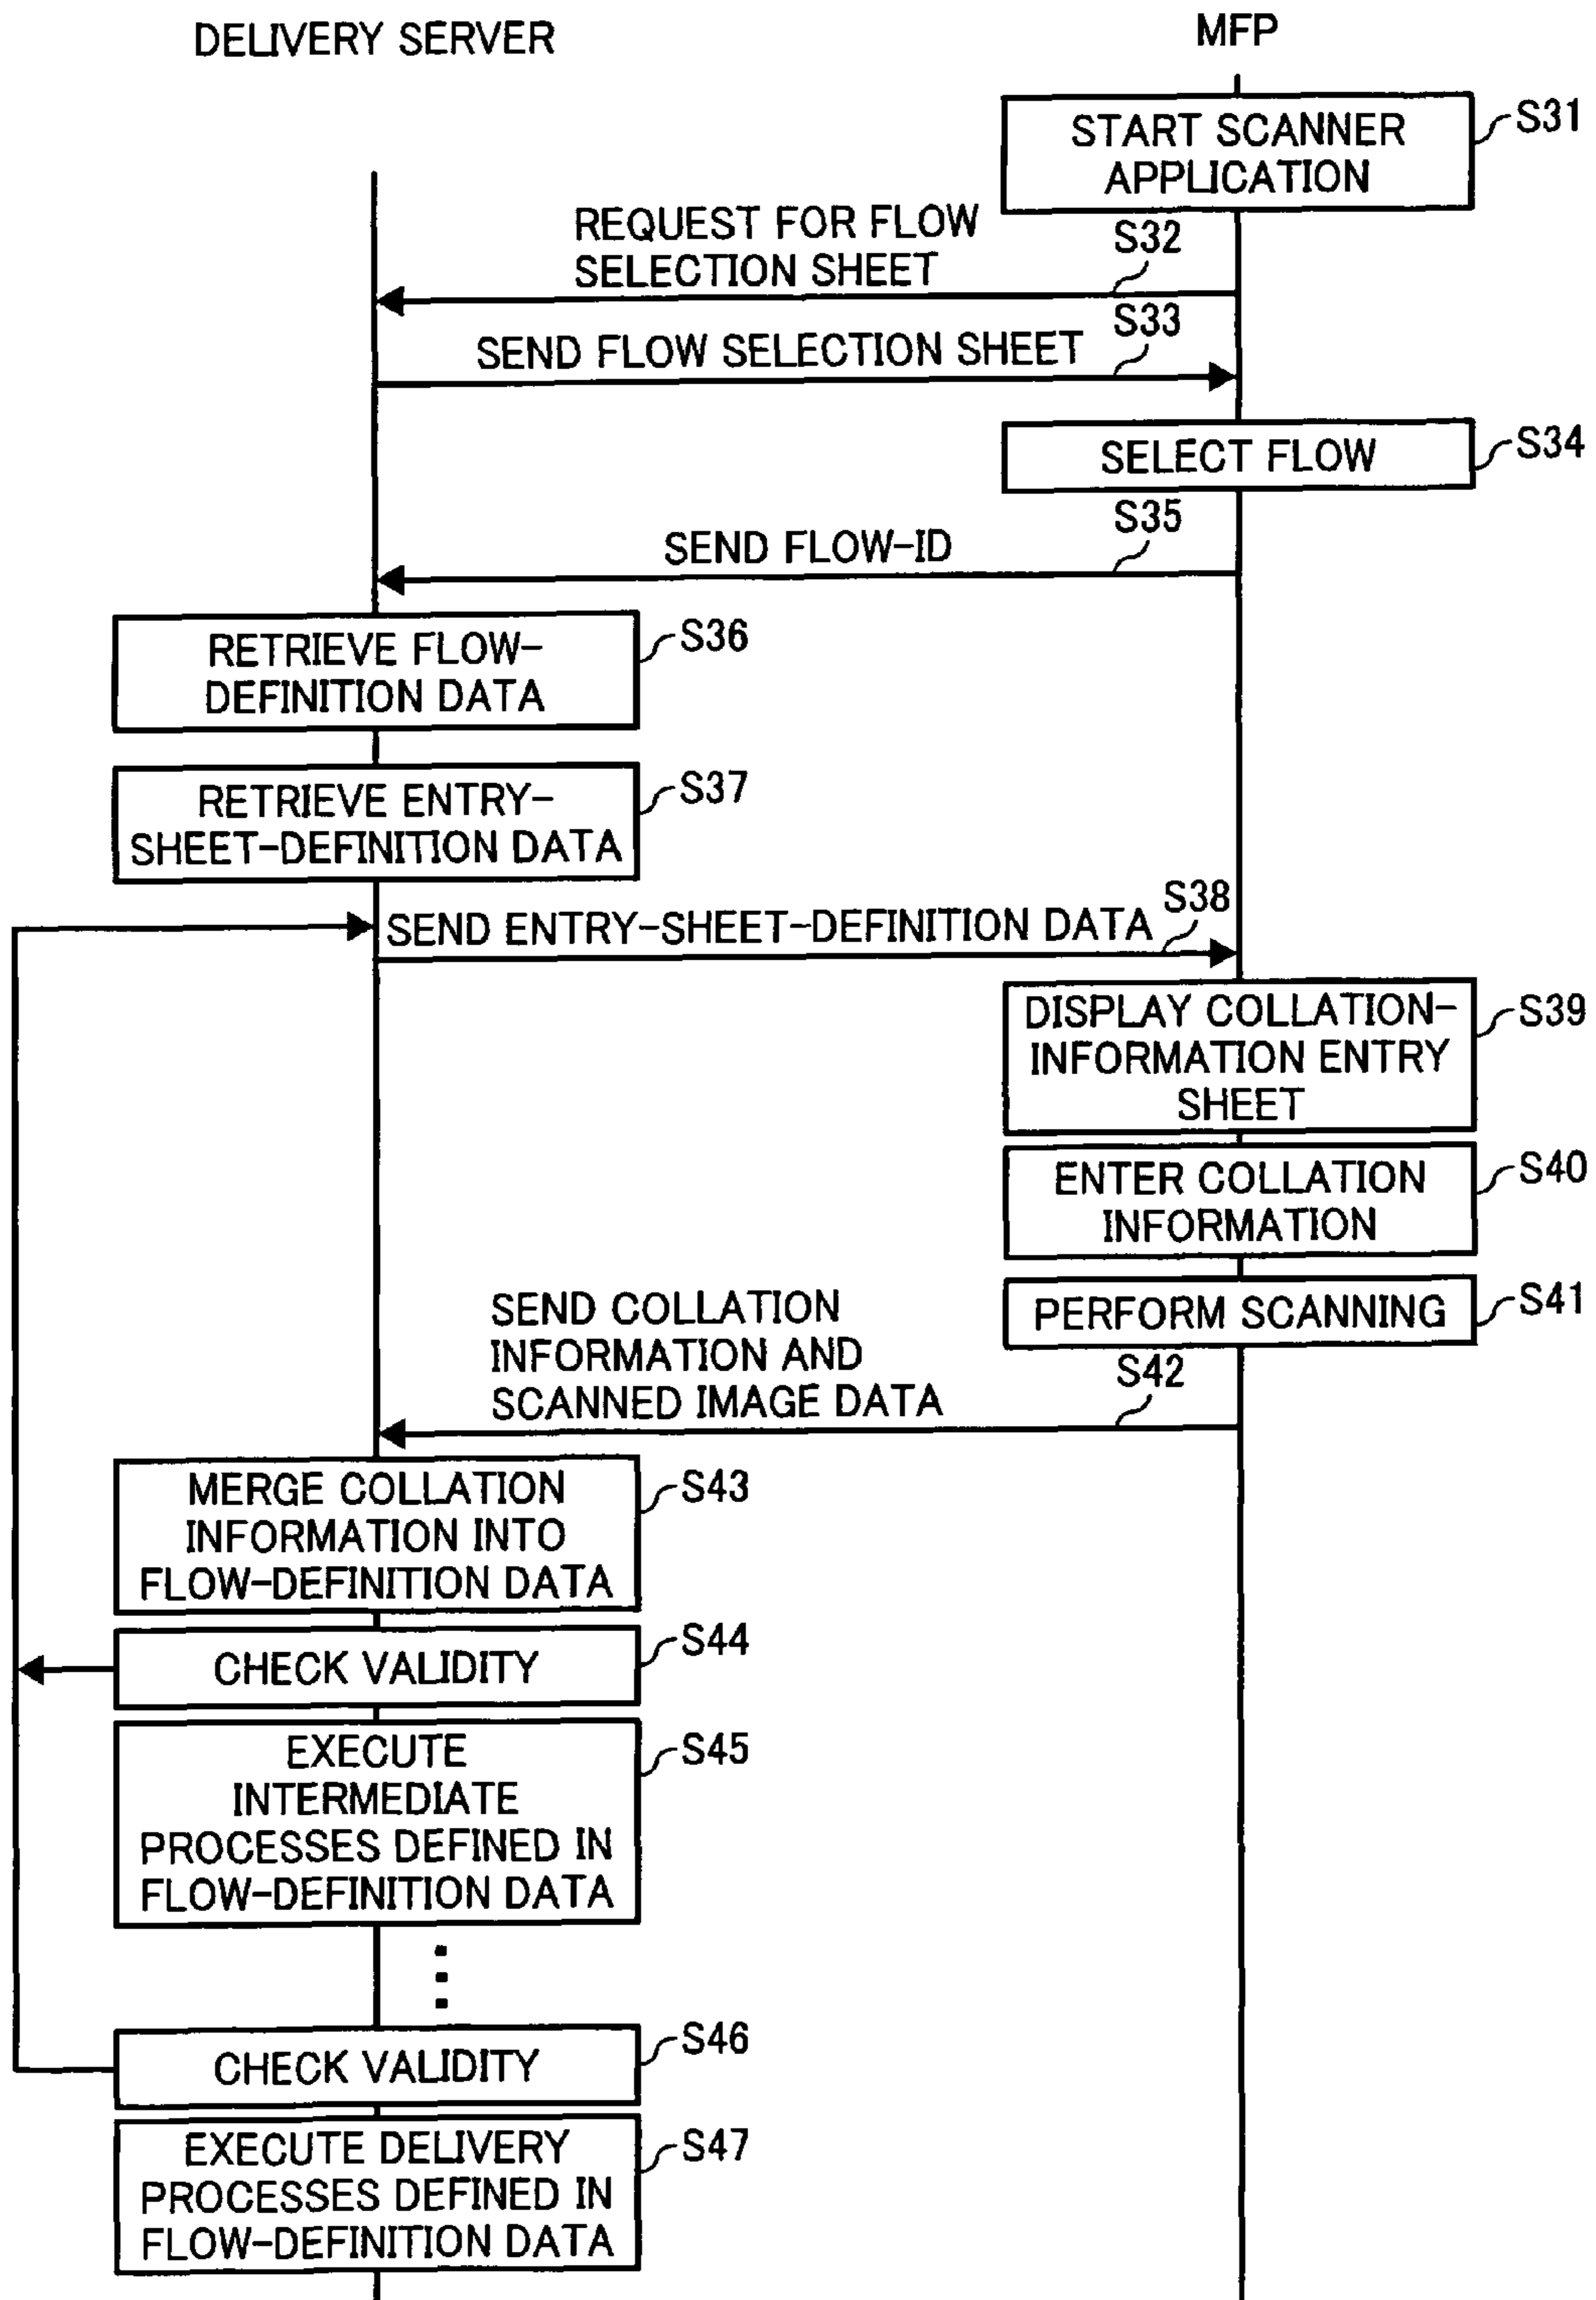 DELIVERY SERVER
MFP
START SCANNER
APPLICATION
S31
REQUEST FOR FLOW
SELECTION SHEET
S32
SEND FLOW SELECTION SHEET
S33
SELECT FLOW
S34
SEND FLOW-ID
S35
RETRIEVE FLOW-
DEFINITION DATA
S36
RETRIEVE ENTRY-
SHEET-DEFINITION DATA
S37
SEND ENTRY-SHEET-DEFINITION DATA
S38
DISPLAY COLLATION-
INFORMATION ENTRY
SHEET
S39
ENTER COLLATION
INFORMATION
S40
PERFORM SCANNING
S41
SEND COLLATION
INFORMATION AND
SCANNED IMAGE DATA
S42
MERGE COLLATION
INFORMATION INTO
FLOW-DEFINITION DATA
S43
CHECK VALIDITY
S44
EXECUTE
INTERMEDIATE
PROCESSES DEFINED IN
FLOW-DEFINITION DATA
S45
CHECK VALIDITY
S46
EXECUTE DELIVERY
PROCESSES DEFINED IN
FLOW-DEFINITION DATA
S47